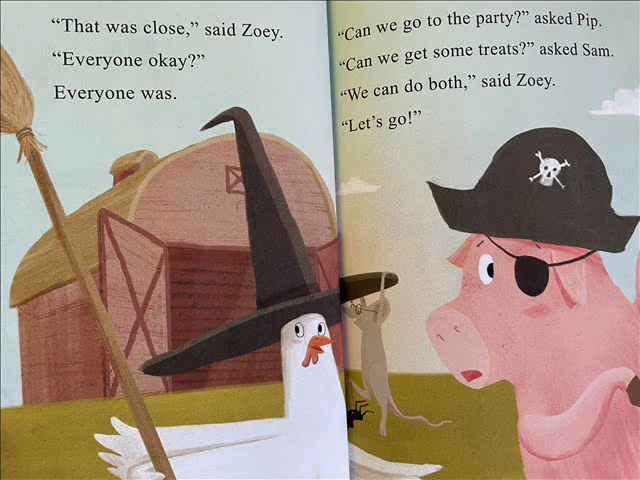 “That was close,” said Zoey.
“Everyone okay?”
Everyone was.
“Can we go to the party?” asked Pip.
“Can we get some treats?” asked Sam.
“We can do both,” said Zoey.
“Let’s go!”